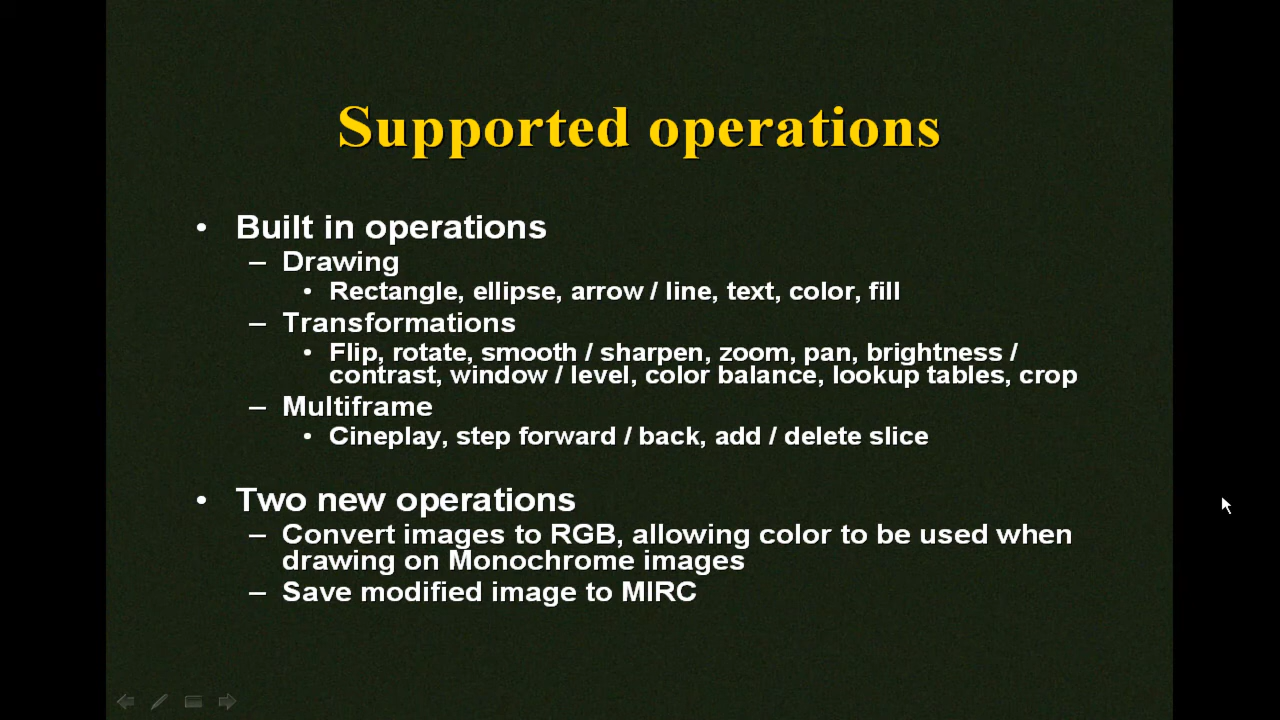 Supported operations
• Built in operations
– Drawing
• Rectangle, ellipse, arrow / line, text, color, fill
– Transformations
• Flip, rotate, smooth / sharpen, zoom, pan, brightness /
contrast, window / level, color balance, lookup tables, crop
– Multiframe
• Cineplay, step forward / back, add / delete slice
• Two new operations
– Convert images to RGB, allowing color to be used when
drawing on Monochrome images
– Save modified image to MIRC